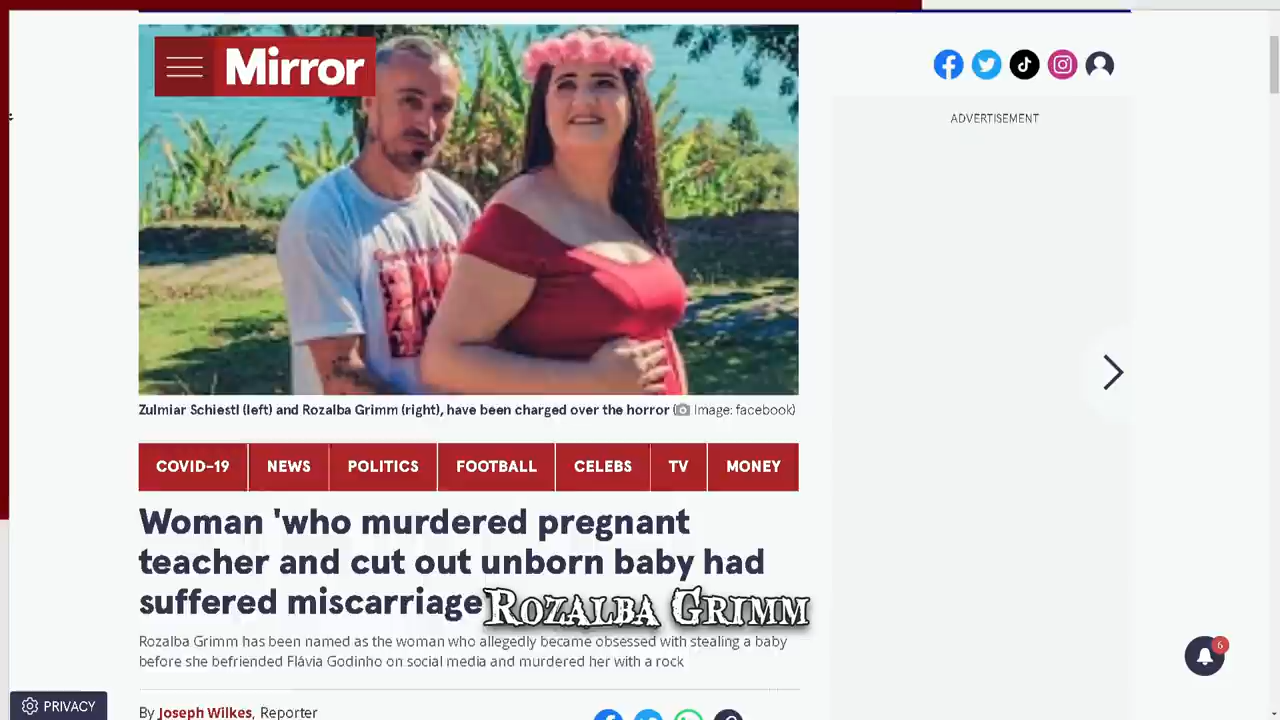 Mirror
ADVERTISEMENT
Zulmiar Schiestl (left) and Rozalba Grimm (right), have been charged over the horror ( Image: facebook)
COVID-19 NEWS POLITICS FOOTBALL CELEBS TV MONEY
Woman 'who murdered pregnant
teacher and cut out unborn baby had
suffered miscarriage
Rozalba Grimm
Rozalba Grimm has been named as the woman who allegedly became obsessed with stealing a baby
before she befriended Flávia Godinho on social media and murdered her with a rock
6
PRIVACY
By Joseph Wilkes, Reporter